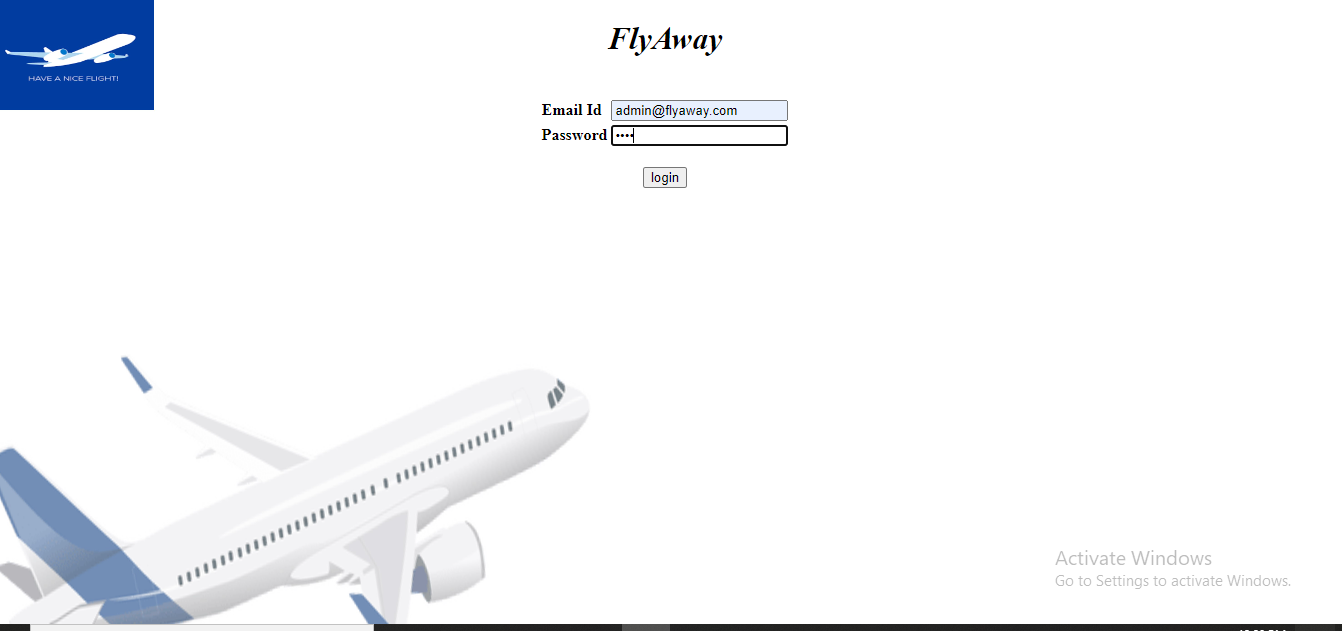 HAVE A NICE FLIGHT!
FlyAway
Email Id admin@flyaway.com
Password ••••
login
Activate Windows
Go to Settings to activate Windows.